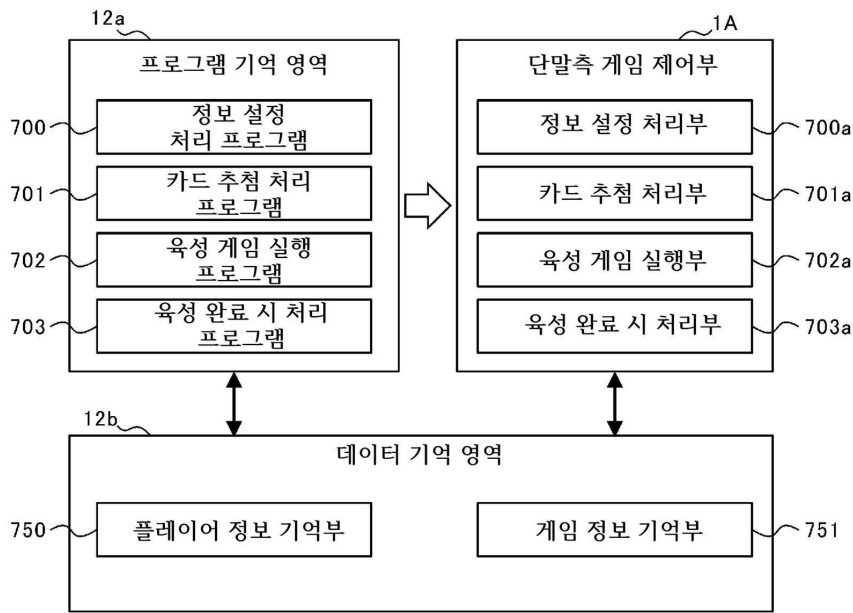 12a
프로그램 기억 영역
700
정보 설정
처리 프로그램
701
카드 추첨 처리
프로그램
702
육성 게임 실행
프로그램
703
육성 완료 시 처리
프로그램
1A
단말측 게임 제어부
정보 설정 처리부
700a
카드 추첨 처리부
701a
육성 게임 실행부
702a
육성 완료 시 처리부
703a
12b
데이터 기억 영역
750
플레이어 정보 기억부
게임 정보 기억부
751